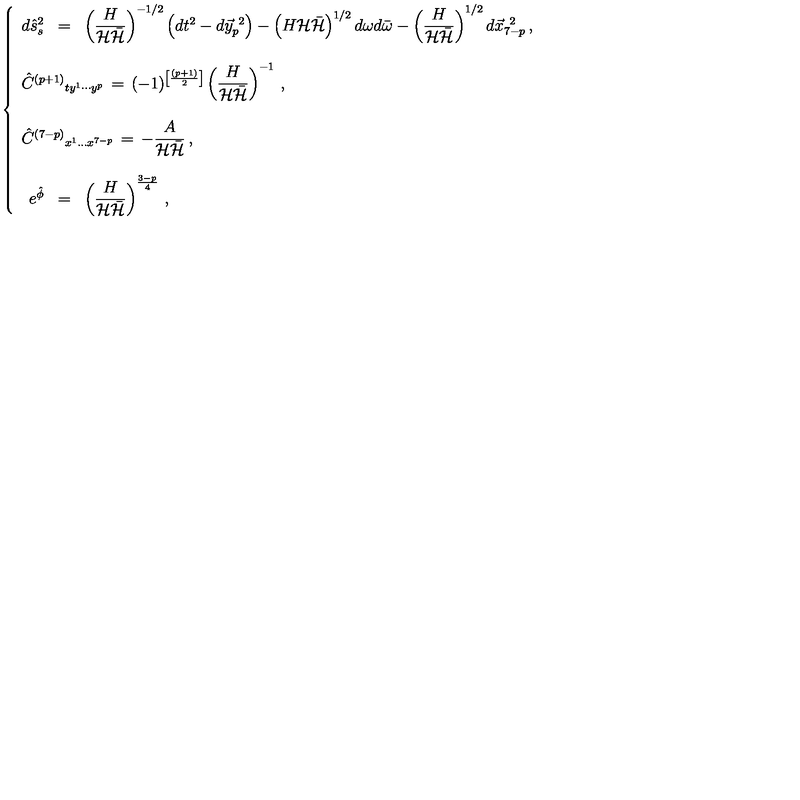 \left\{ d\hat{s}_s^2 = \left(\frac{H}{\mathcal{H}\bar{\mathcal{H}}}\right)^{-1/2} \left(dt^2 - d\vec{y}_p^{\ 2}\right) - \left(H\mathcal{H}\bar{\mathcal{H}}\right)^{1/2} d\omega d\bar{\omega} - \left(\frac{H}{\mathcal{H}\bar{\mathcal{H}}}\right)^{1/2} d\vec{x}_{7-p}^{\ 2} ,
\hat{C}^{(p+1)}{}_{ty^1 \cdots y^p} = (-1)^{\left[\frac{(p+1)}{2}\right]} \left(\frac{H}{\mathcal{H}\bar{\mathcal{H}}}\right)^{-1} ,
\hat{C}^{(7-p)}{}_{x^1 \ldots x^{7-p}} = -\frac{A}{\mathcal{H}\bar{\mathcal{H}}} ,
e^{\hat{\phi}} = \left(\frac{H}{\mathcal{H}\bar{\mathcal{H}}}\right)^{\frac{3-p}{4}} ,